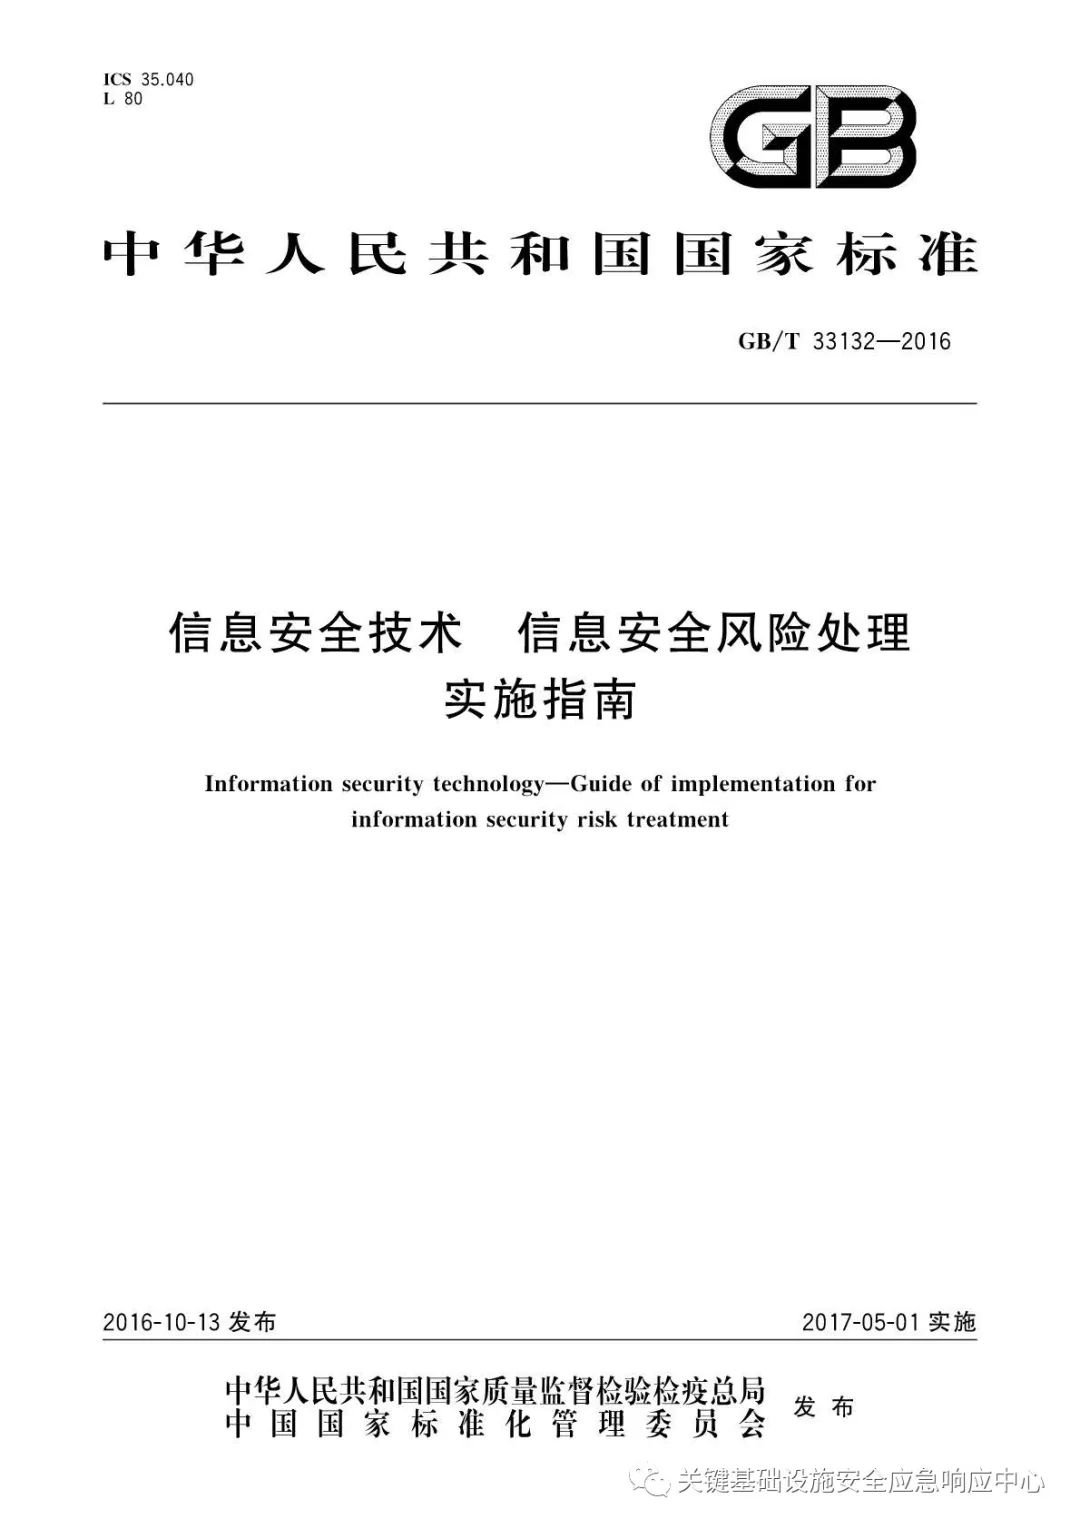 ICS 35.040
L 80
GB
中华人民共和国国家标准
GB/T 33132—2016
信息安全技术 信息安全风险处理
实施指南
Information security technology—Guide of implementation for
information security risk treatment
2016-10-13 发布
2017-05-01 实施
中华人民共和国国家质量监督检验检疫总局
中国国家标准化管理委员会
发布
关键基础设施安全应急响应中心